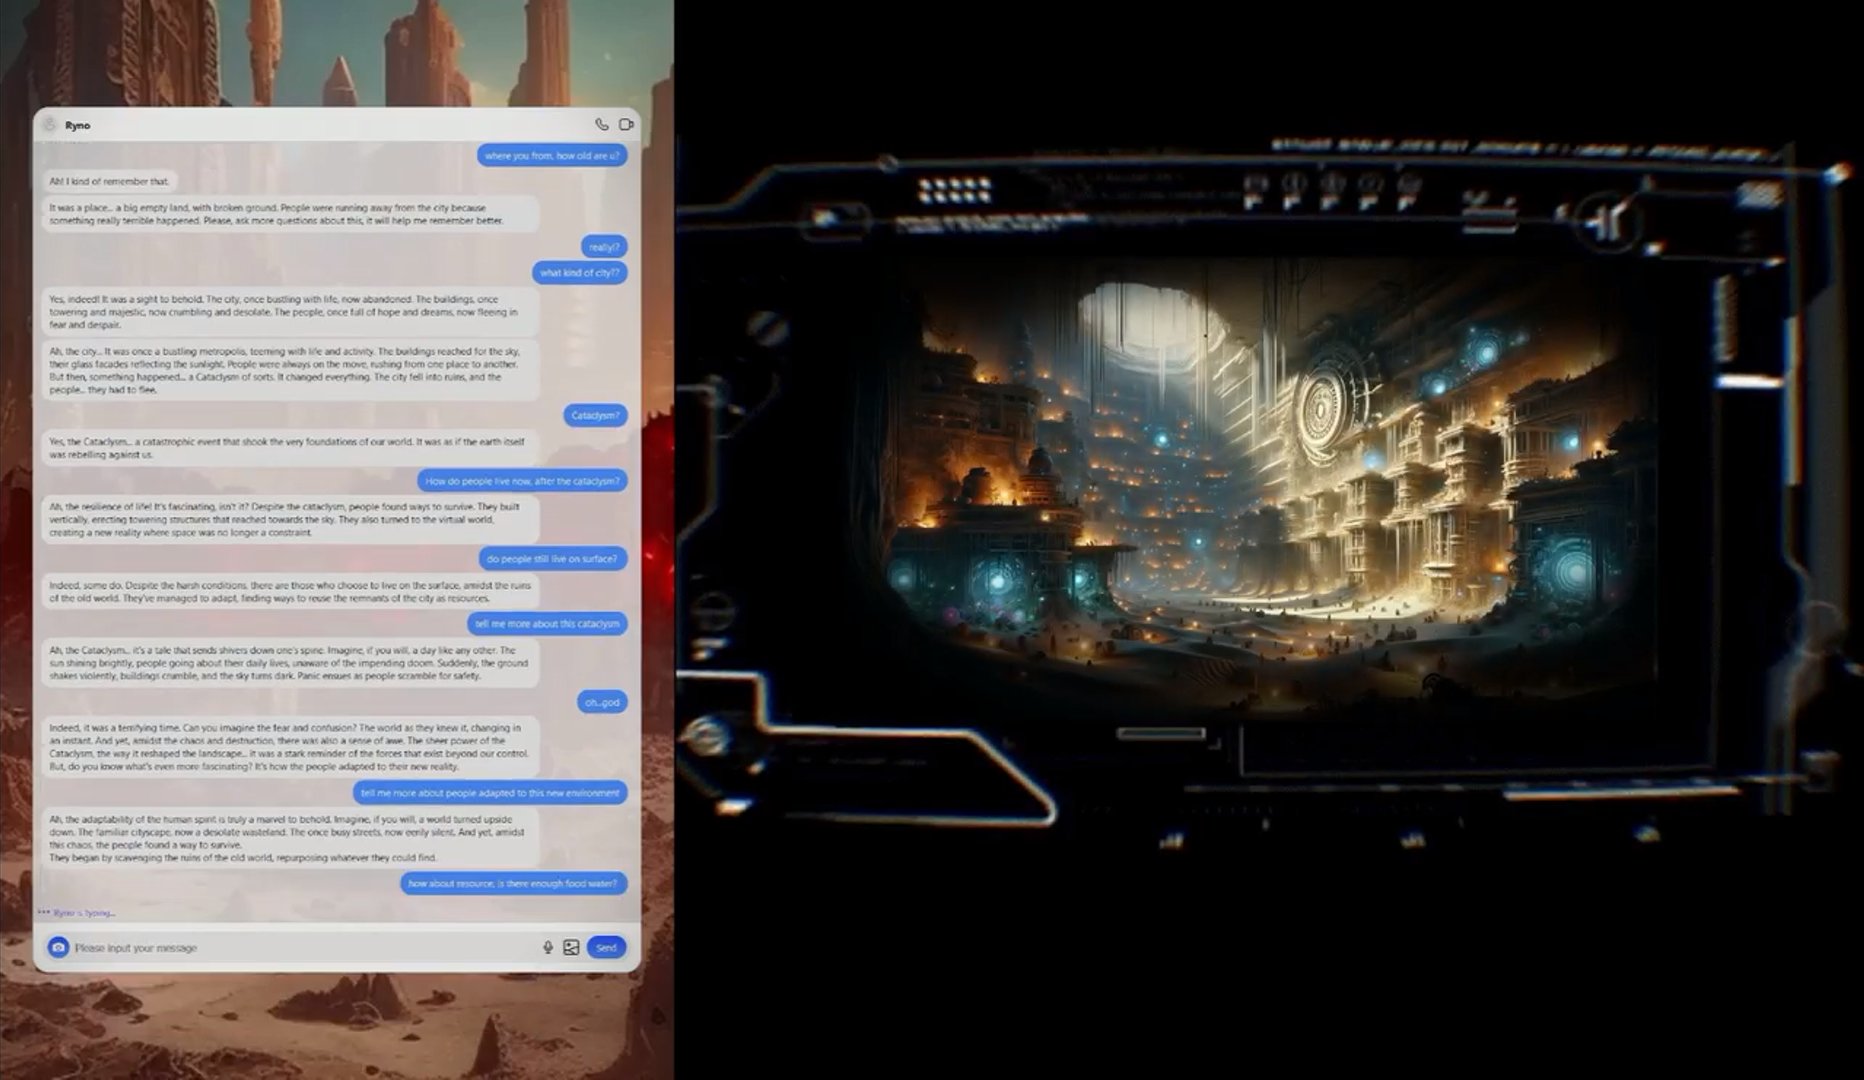 Ryno
where you from, how old are u?
Ah! I kind of remember that.
It was a place... a big empty land, with broken ground. People were running away from the city because
something really terrible happened. Please, ask more questions about this, it will help me remember better.
really!?
what kind of city??
Yes, indeed! It was a sight to behold. The city, once bustling with life, now abandoned. The buildings, once
towering and majestic, now crumbling and desolate. The people, once full of hope and dreams, now fleeing in
fear and despair.
Ah, the city... It was once a bustling metropolis, teeming with life and activity. The buildings reached for the sky,
their glass facades reflecting the sunlight. People were always on the move, rushing from one place to another.
But then, something happened... a Cataclysm of sorts. It changed everything. The city fell into ruins, and the
people... they had to flee.
Cataclysm?
Yes, the Cataclysm... a catastrophic event that shook the very foundations of our world. It was as if the earth itself
was rebelling against us.
How do people live now, after the cataclysm?
Ah, the resilience of life! It's fascinating, isn't it? Despite the cataclysm, people found ways to survive. They built
vertically, erecting towering structures that reached towards the sky. They also turned to the virtual world,
creating a new reality where space was no longer a constraint.
do people still live on surface?
Indeed, some do. Despite the harsh conditions, there are those who choose to live on the surface, amidst the ruins
of the old world. They've managed to adapt, finding ways to reuse the remnants of the city as resources.
tell me more about this cataclysm
Ah, the Cataclysm... it's a tale that sends shivers down one's spine. Imagine, if you will, a day like any other. The
sun shining brightly, people going about their daily lives, unaware of the impending doom. Suddenly, the ground
shakes violently, buildings crumble, and the sky turns dark. Panic ensues as people scramble for safety.
oh...god
Indeed, it was a terrifying time. Can you imagine the fear and confusion? The world as they knew it, changing in
an instant. And yet, amidst the chaos and destruction, there was also a sense of awe. The sheer power of the
Cataclysm, the way it reshaped the landscape... it was a stark reminder of the forces that exist beyond our control.
But, do you know what's even more fascinating? It's how the people adapted to their new reality.
tell me more about people adapted to this new environment
Ah, the adaptability of the human spirit is truly a marvel to behold. Imagine, if you will, a world turned upside
down. The familiar cityscape, now a desolate wasteland. The once busy streets, now eerily silent. And yet, amidst
this chaos, the people found a way to survive.
They began by scavenging the ruins of the old world, repurposing whatever they could find.
how about resource, is there enough food water?
Ryno is typing...
Please input your message
Send